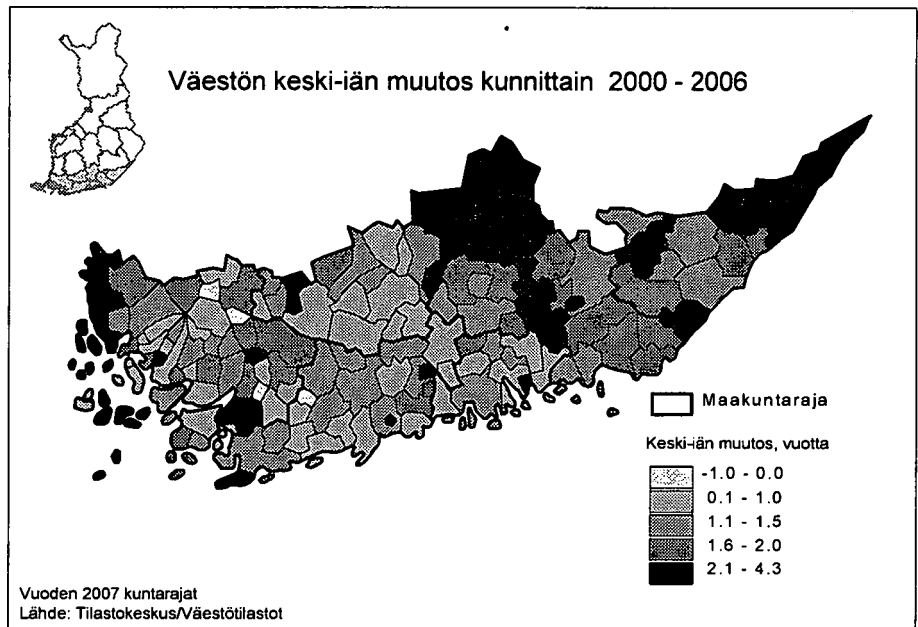 Väestön keski-iän muutos kunnittain 2000 - 2006
Maakuntaraja
Keski-iän muutos, vuotta
-1.0 - 0.0
0.1 - 1.0
1.1 - 1.5
1.6 - 2.0
2.1 - 4.3
Vuoden 2007 kuntarajat
Lähde: Tilastokeskus/Väestötilastot